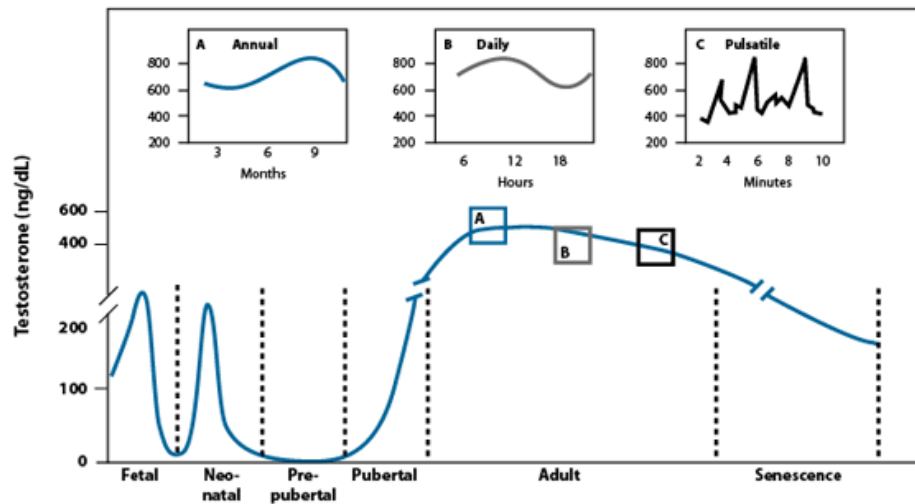 A Annual
800
600
400
200
3 6 9
Months
B Daily
800
600
400
200
6 12 18
Hours
C Pulsatile
800
600
400
200
2 4 6 8 10
Minutes
Testosterone (ng/dL)
600
400
200
100
0
A
B
C
Fetal
Neo-
natal
Pre-
pubertal
Pubertal
Adult
Senescence